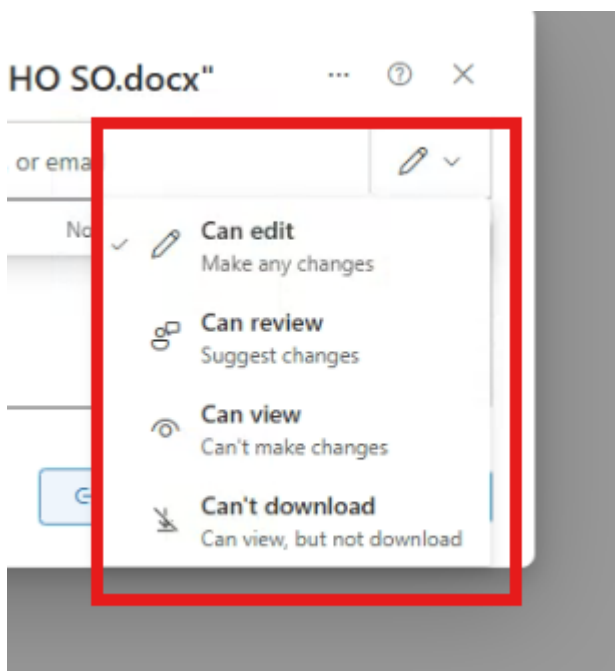 HO SO.docx"
or ema
No
Can edit
Make any changes
Can review
Suggest changes
Can view
Can't make changes
Can't download
Can view, but not download